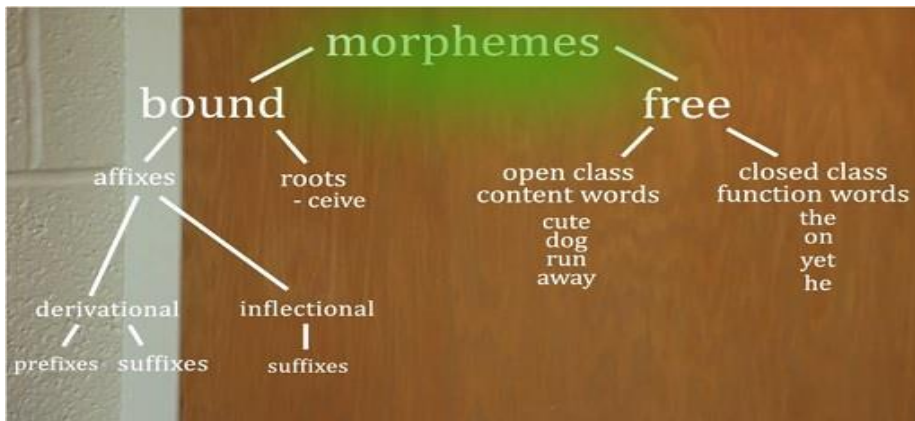 morphemes
bound
free
affixes
roots
- ceive
open class
content words
cute
dog
run
away
closed class
function words
the
on
yet
he
derivational
inflectional
prefixes
suffixes
suffixes